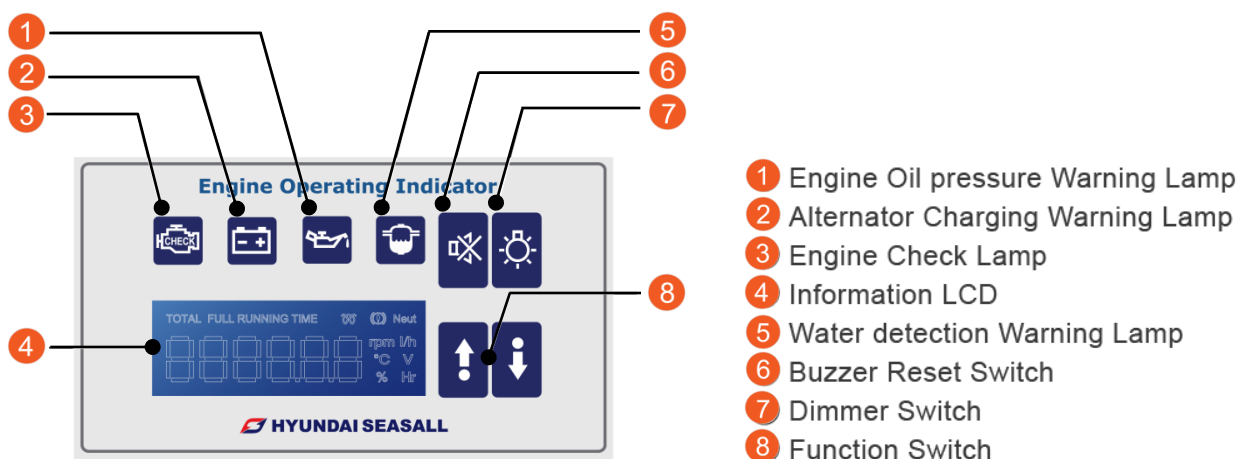 1
2
3
5
6
7
Engine Operating Indicator
CHECK
8
4
TOTAL FULL RUNNING TIME Neut
rpm l/h
°C V
% Hr
HYUNDAI SEASALL
1 Engine Oil pressure Warning Lamp
2 Alternator Charging Warning Lamp
3 Engine Check Lamp
4 Information LCD
5 Water detection Warning Lamp
6 Buzzer Reset Switch
7 Dimmer Switch
8 Function Switch